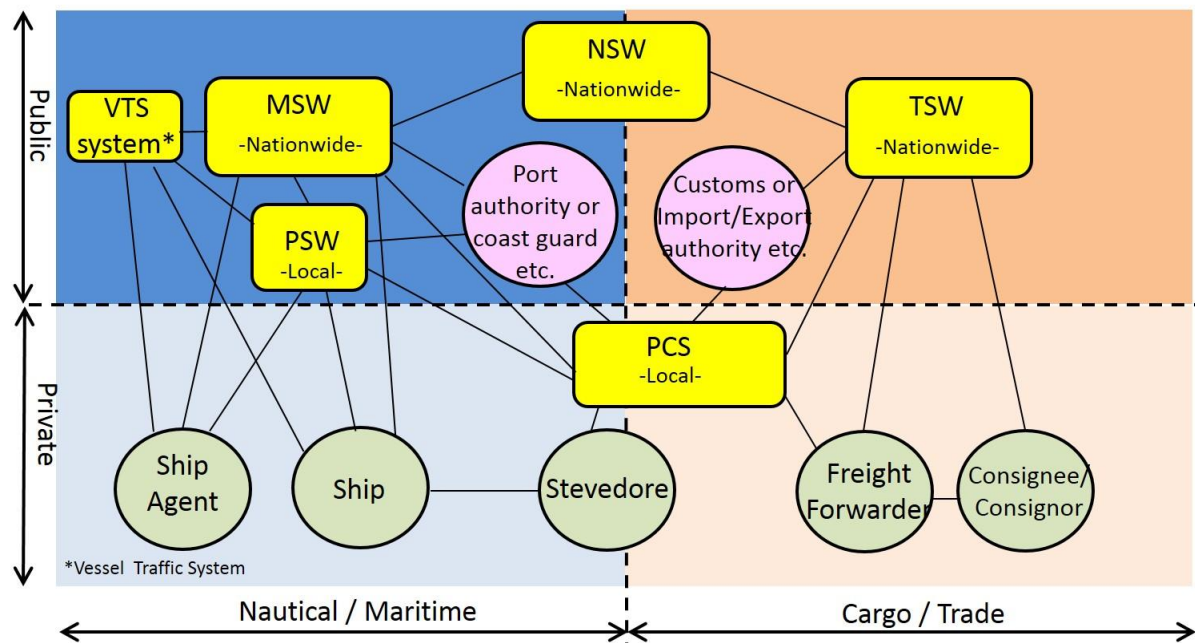 Public
Private
NSW
-Nationwide-
VTS
system*
MSW
-Nationwide-
TSW
-Nationwide-
Port
authority or
coast guard
etc.
Customs or
Import/Export
authority etc.
PSW
-Local-
PCS
-Local-
Ship
Agent
Ship
Stevedore
Freight
Forwarder
Consignee/
Consignor
*Vessel Traffic System
Nautical / Maritime
Cargo / Trade